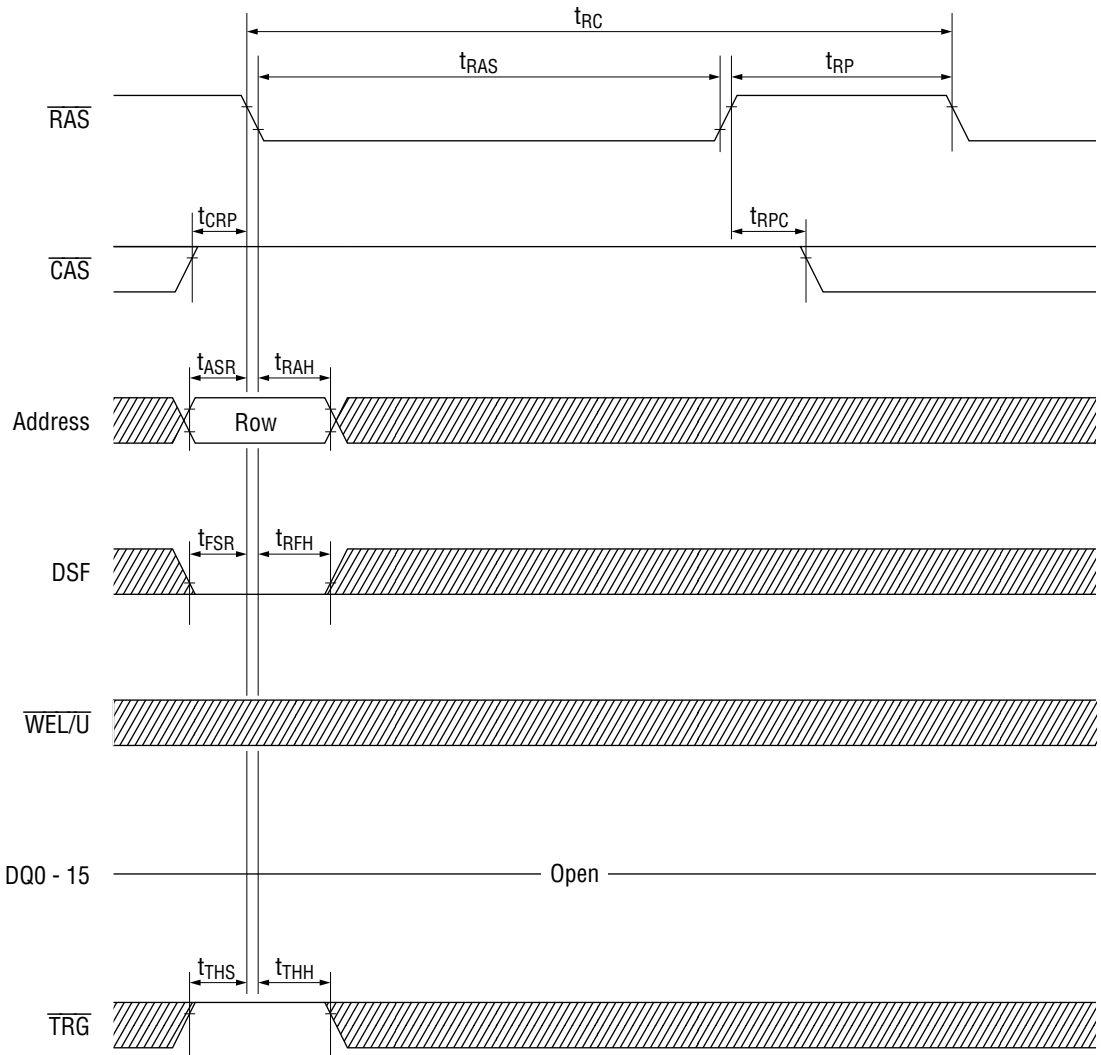 tRC
tRAS
tRP
RAS
tCRP
tRPC
CAS
tASR
tRAH
Address
Row
tFSR
tRFH
DSF
WEL/U
DQ0 - 15
Open
tTHS
tTHH
TRG